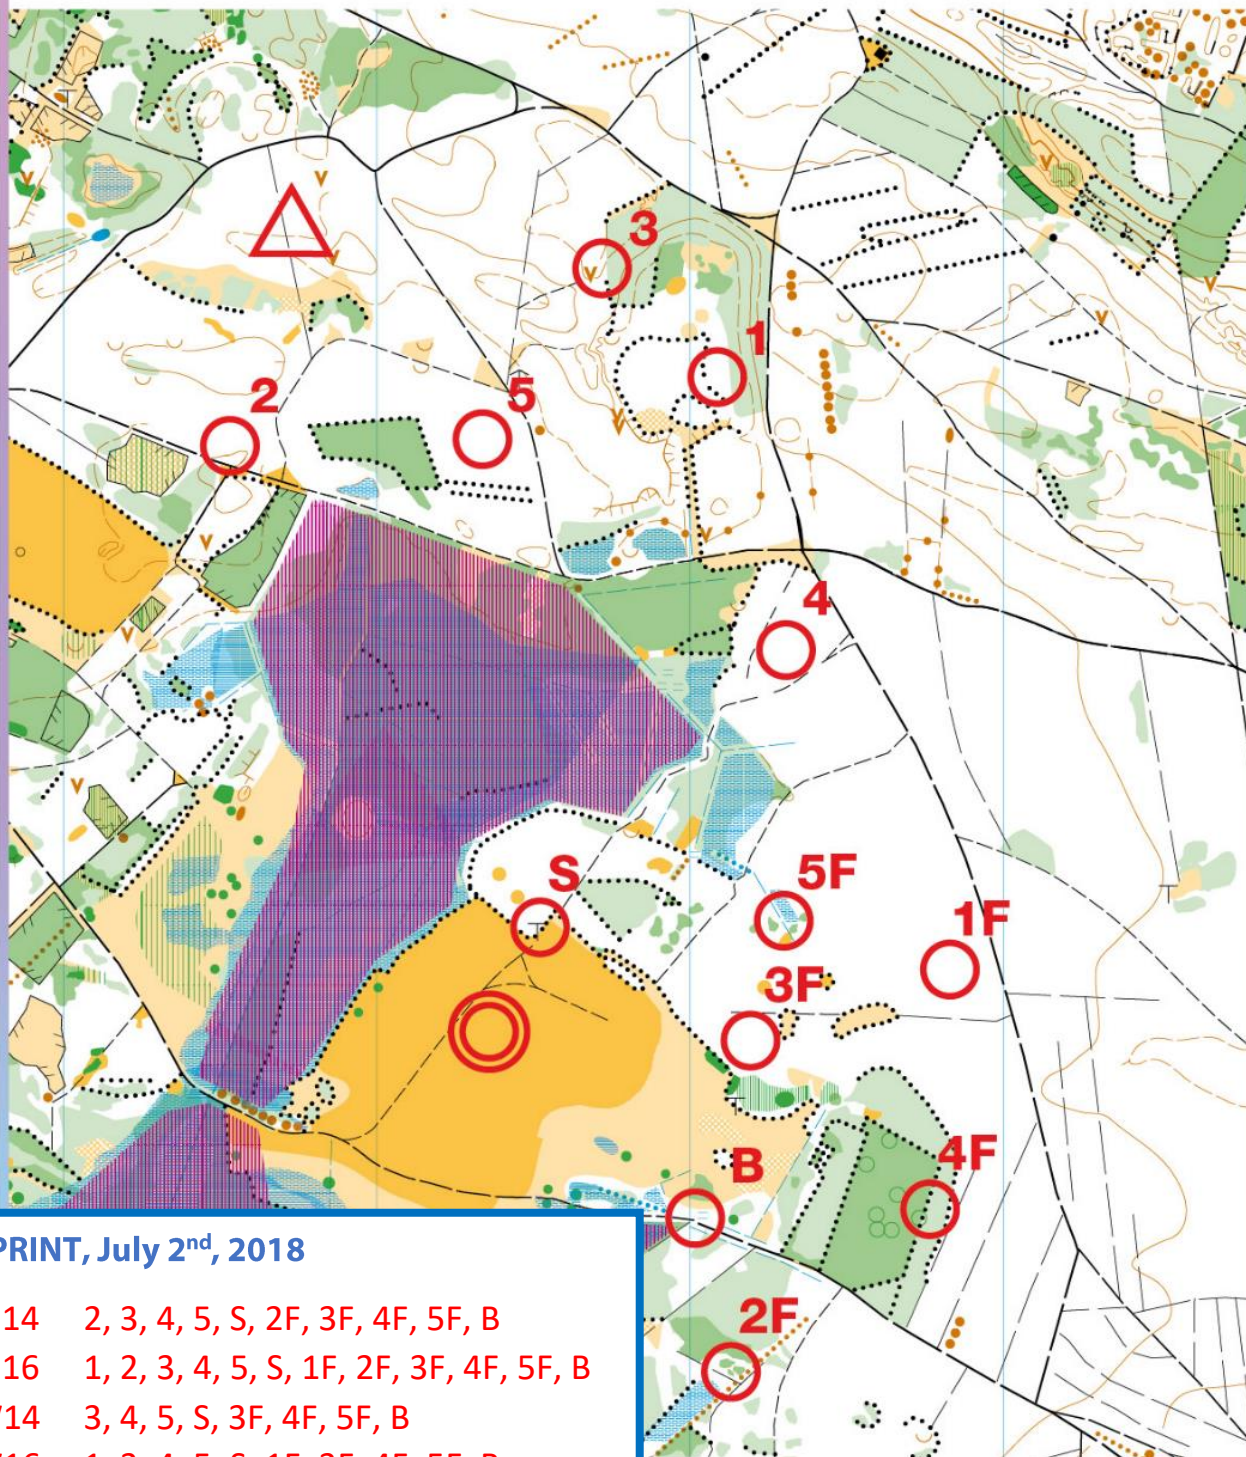 3
1
2
5
4
S
5F
1F
3F
B
4F
2F
PRINT, July 2nd, 2018
14 2, 3, 4, 5, S, 2F, 3F, 4F, 5F, B
16 1, 2, 3, 4, 5, S, 1F, 2F, 3F, 4F, 5F, B
/14 3, 4, 5, S, 3F, 4F, 5F, B